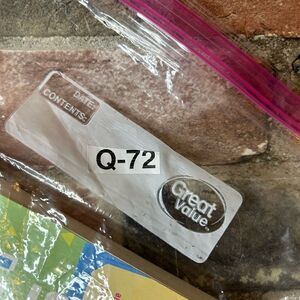 DATE:
CONTENTS:
Q-72
Great
Value